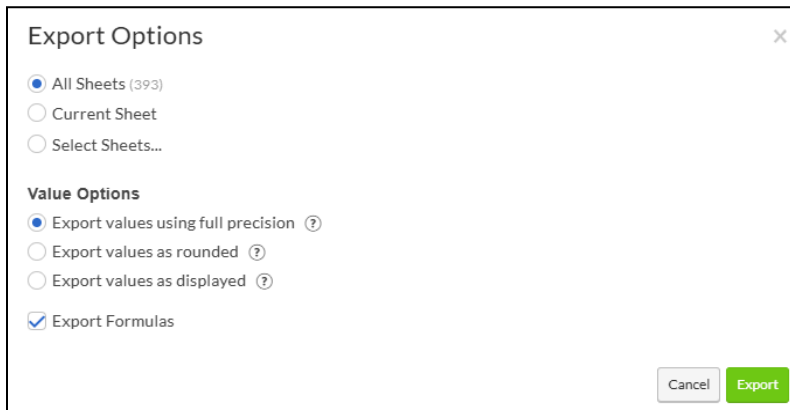 Export Options
All Sheets (393)
Current Sheet
Select Sheets...
Value Options
Export values using full precision ?
Export values as rounded ?
Export values as displayed ?
Export Formulas
Cancel Export